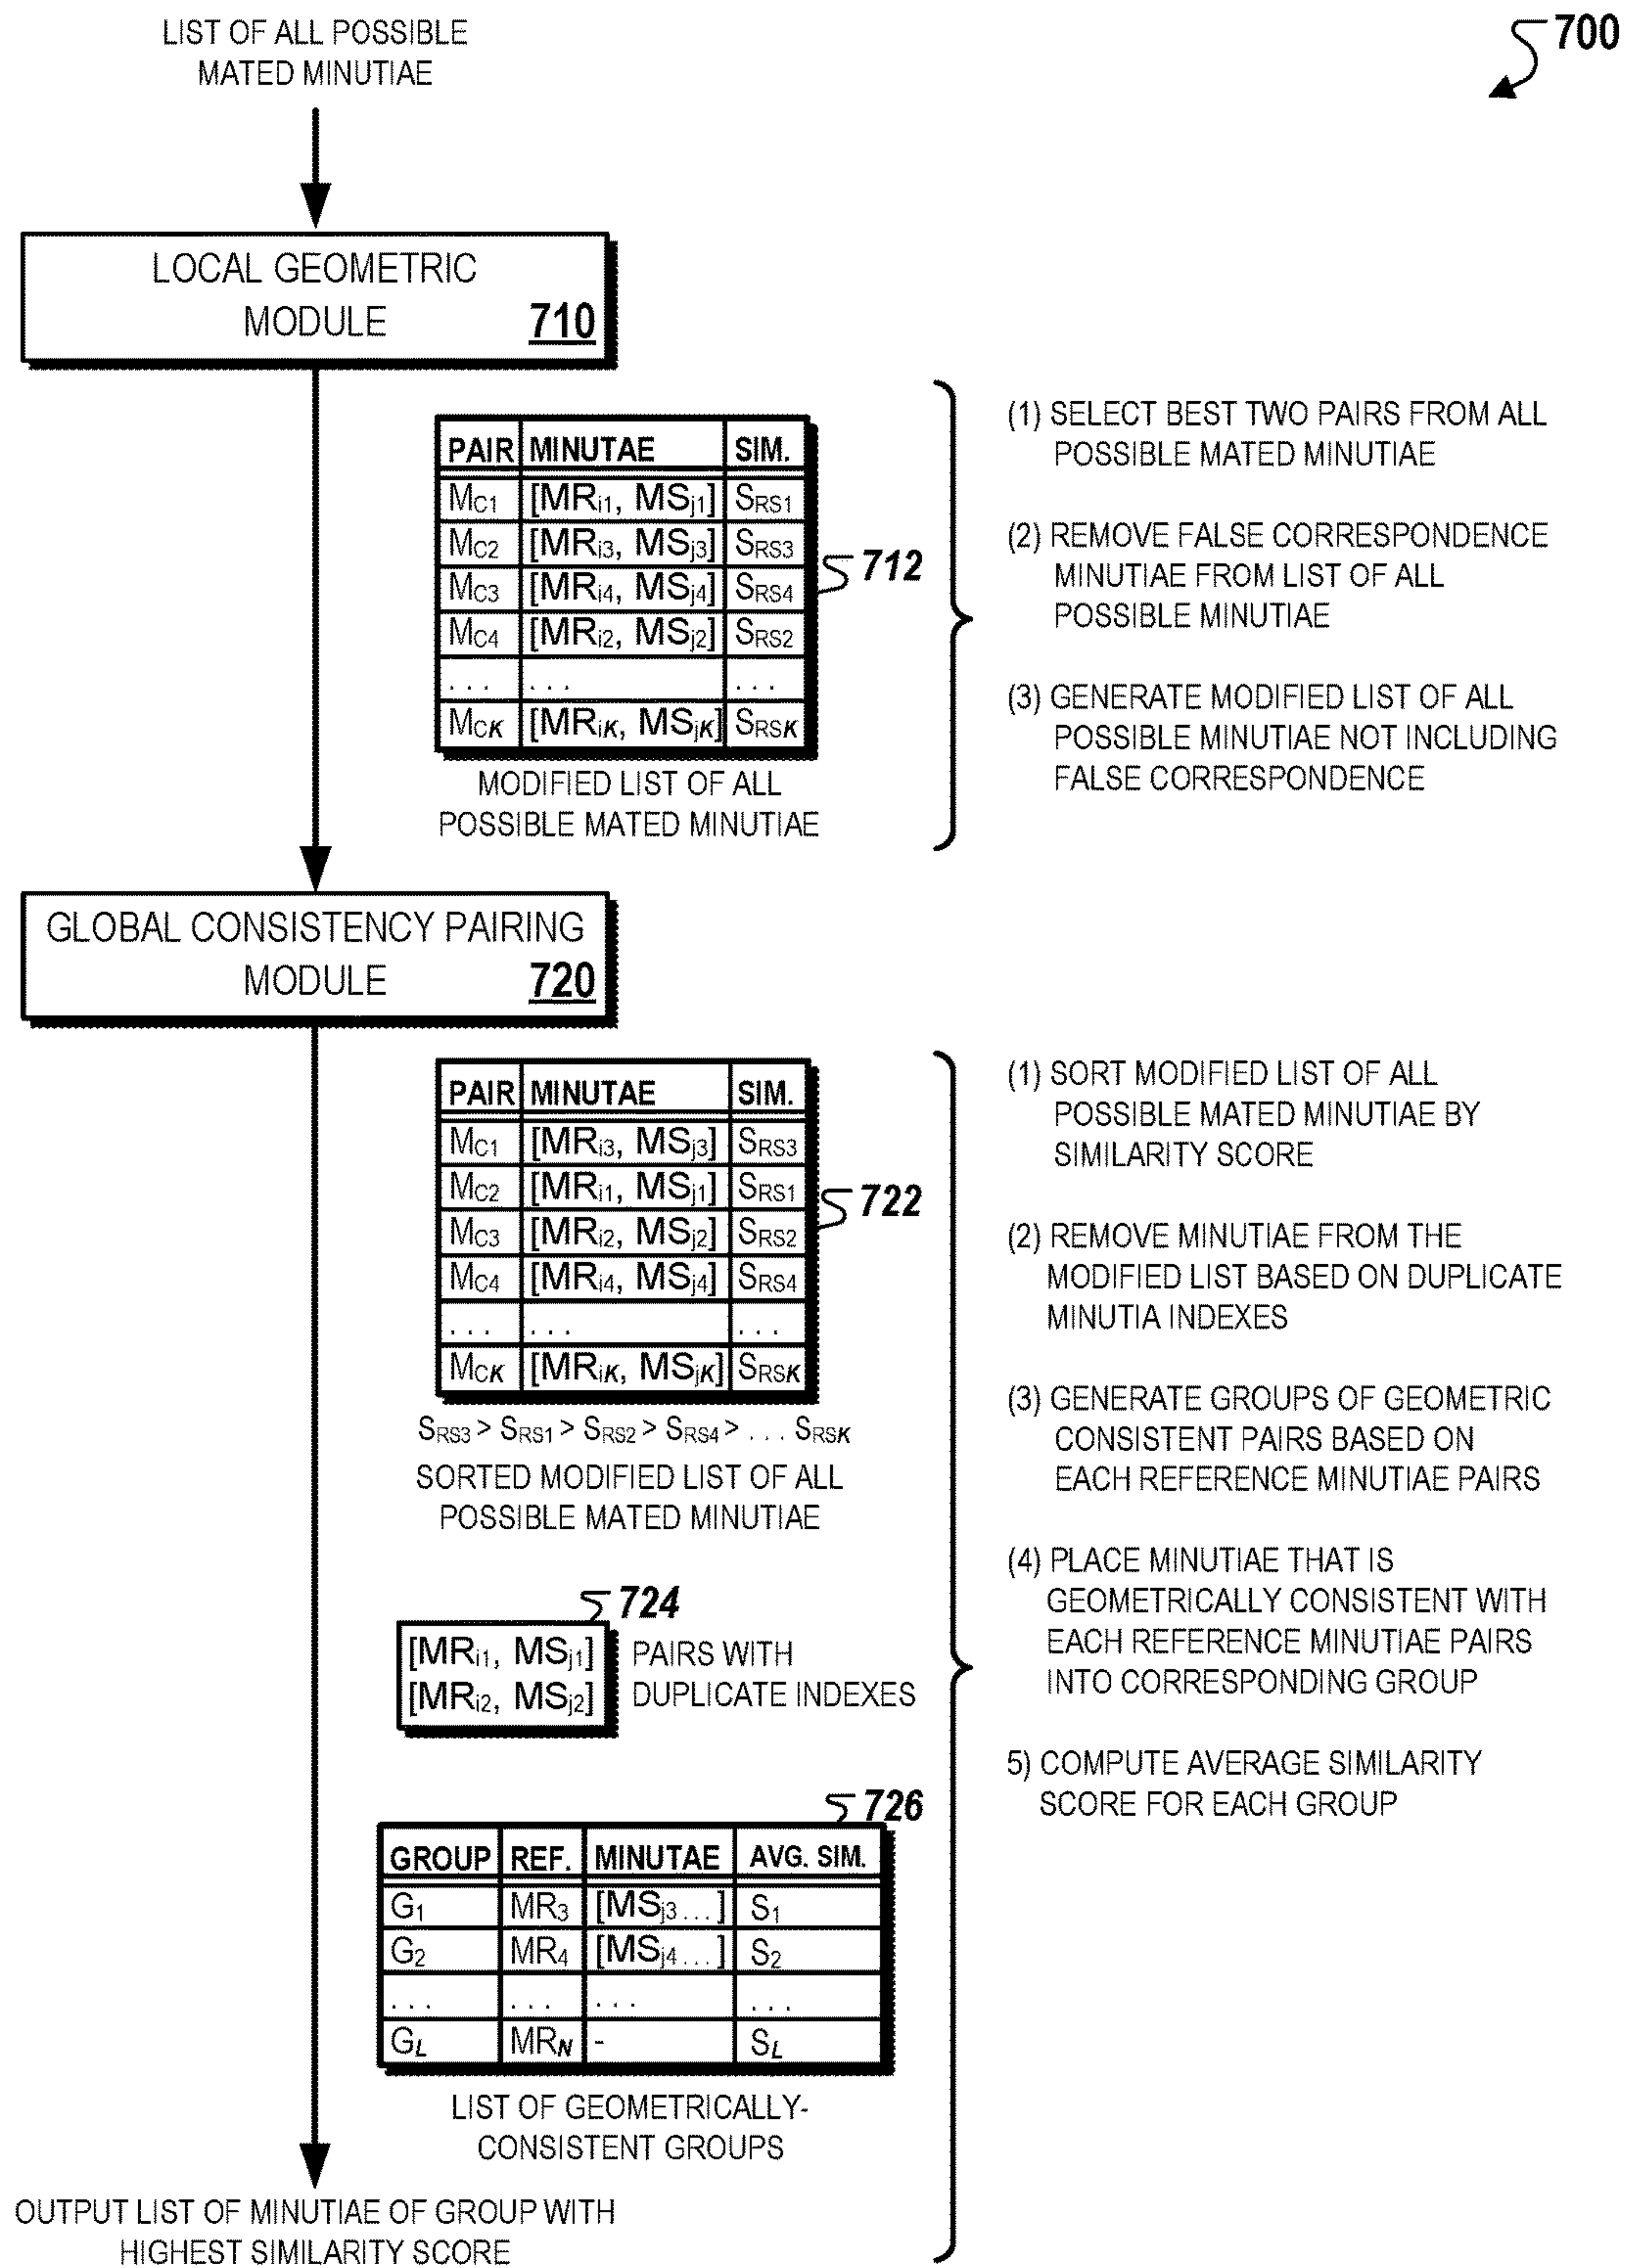 LIST OF ALL POSSIBLE
MATED MINUTIAE
700
LOCAL GEOMETRIC
MODULE 710
PAIR MINUTAE SIM.
MC1 [MRi1, MSj1] SRS1
MC2 [MRi3, MSj3] SRS3
MC3 [MRi4, MSj4] SRS4
MC4 [MRi2, MSj2] SRS2
... ... ...
MCK [MRiK, MSjK] SRSK
712
MODIFIED LIST OF ALL
POSSIBLE MATED MINUTIAE
(1) SELECT BEST TWO PAIRS FROM ALL
POSSIBLE MATED MINUTIAE
(2) REMOVE FALSE CORRESPONDENCE
MINUTIAE FROM LIST OF ALL
POSSIBLE MINUTIAE
(3) GENERATE MODIFIED LIST OF ALL
POSSIBLE MINUTIAE NOT INCLUDING
FALSE CORRESPONDENCE
GLOBAL CONSISTENCY PAIRING
MODULE 720
PAIR MINUTAE SIM.
MC1 [MRi3, MSj3] SRS3
MC2 [MRi1, MSj1] SRS1
MC3 [MRi2, MSj2] SRS2
MC4 [MRi4, MSj4] SRS4
... ... ...
MCK [MRiK, MSjK] SRSK
722
SRS3 > SRS1 > SRS2 > SRS4 > ... SRSK
SORTED MODIFIED LIST OF ALL
POSSIBLE MATED MINUTIAE
724
[MRi1, MSj1] PAIRS WITH
[MRi2, MSj2] DUPLICATE INDEXES
726
GROUP REF. MINUTAE AVG. SIM.
G1 MR3 [MSj3...] S1
G2 MR4 [MSj4...] S2
... ... ... ...
GL MRN - SL
LIST OF GEOMETRICALLY-
CONSISTENT GROUPS
(1) SORT MODIFIED LIST OF ALL
POSSIBLE MATED MINUTIAE BY
SIMILARITY SCORE
(2) REMOVE MINUTIAE FROM THE
MODIFIED LIST BASED ON DUPLICATE
MINUTIA INDEXES
(3) GENERATE GROUPS OF GEOMETRIC
CONSISTENT PAIRS BASED ON
EACH REFERENCE MINUTIAE PAIRS
(4) PLACE MINUTIAE THAT IS
GEOMETRICALLY CONSISTENT WITH
EACH REFERENCE MINUTIAE PAIRS
INTO CORRESPONDING GROUP
5) COMPUTE AVERAGE SIMILARITY
SCORE FOR EACH GROUP
OUTPUT LIST OF MINUTIAE OF GROUP WITH
HIGHEST SIMILARITY SCORE